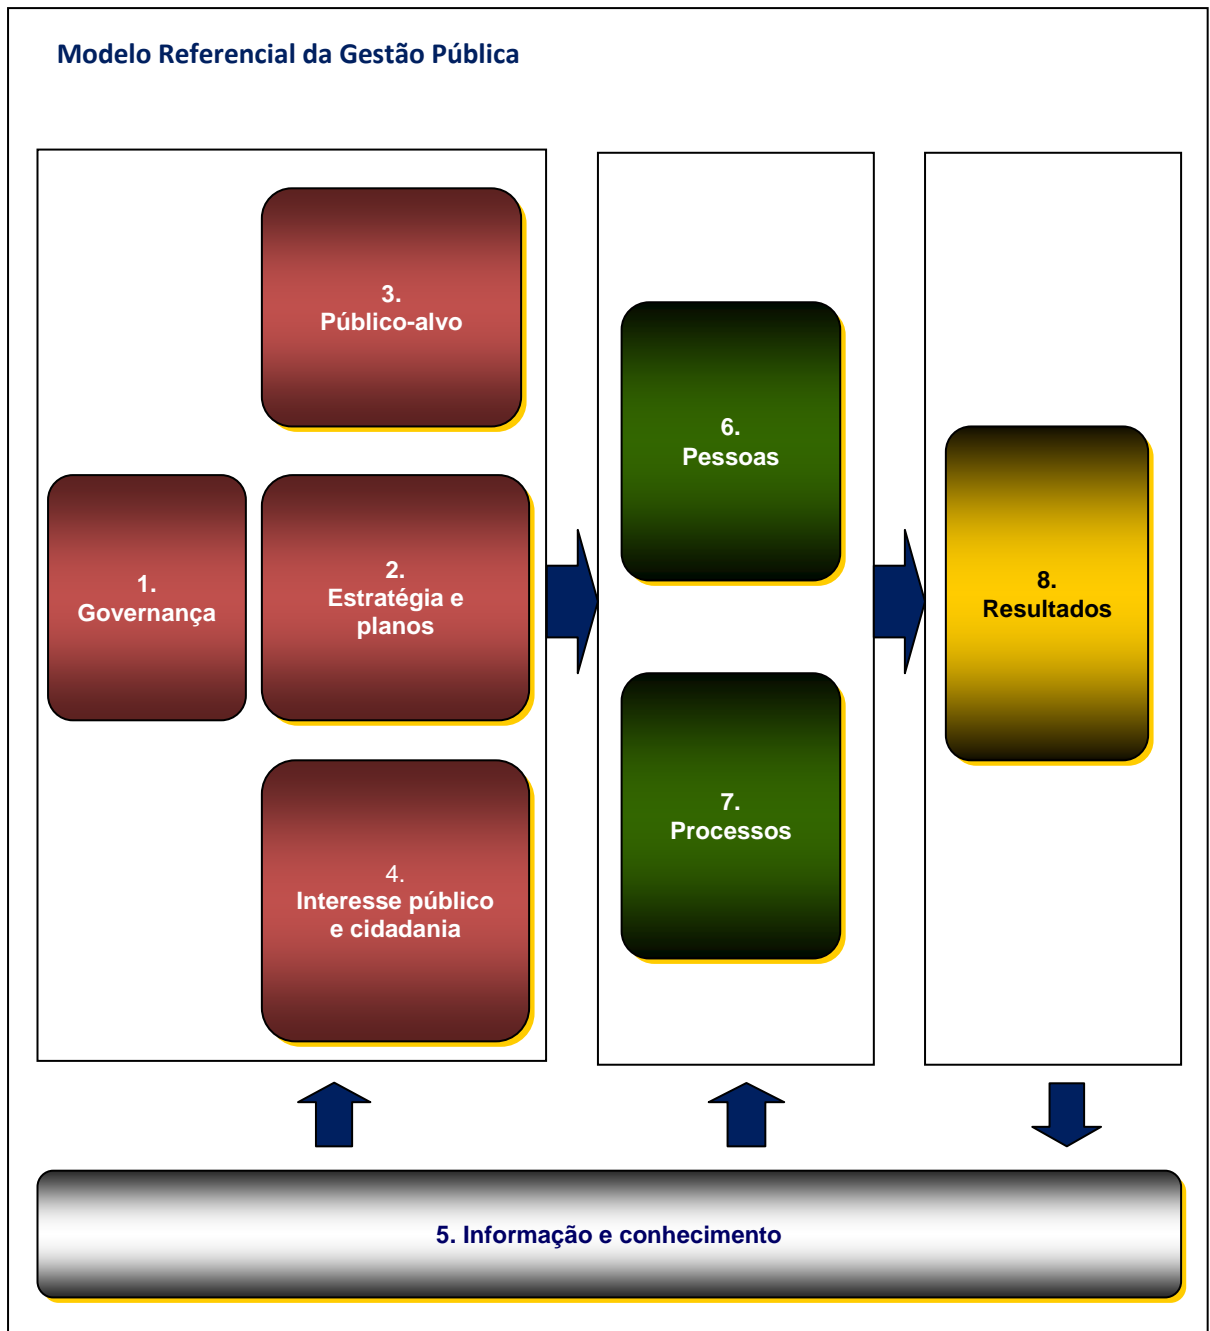 Modelo Referencial da Gestão Pública
3.
Público-alvo
1.
Governança
2.
Estratégia e
planos
4.
Interesse público
e cidadania
6.
Pessoas
7.
Processos
8.
Resultados
5. Informação e conhecimento